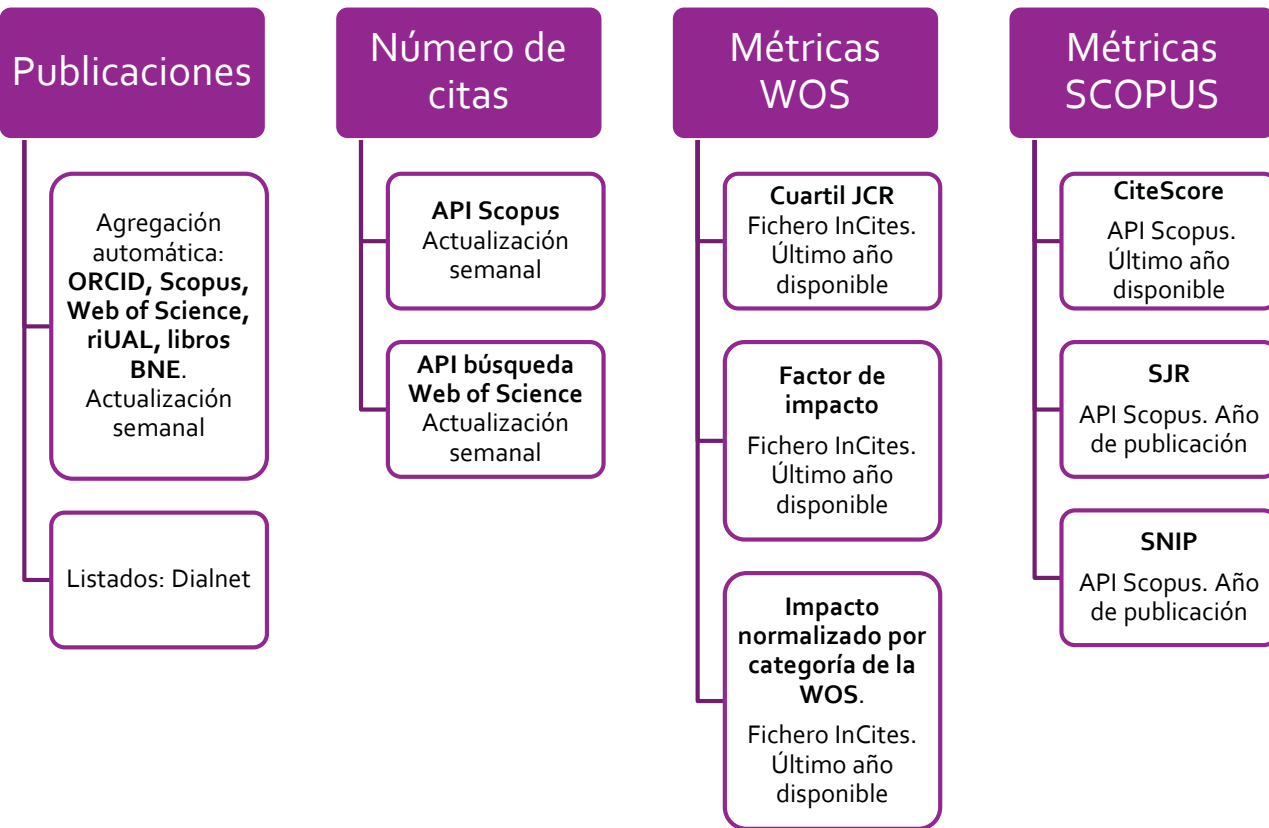 Publicaciones
Agregación
automática:
ORCID, Scopus,
Web of Science,
riUAL, libros
BNE.
Actualización
semanal
Listados: Dialnet
Número de
citas
API Scopus
Actualización
semanal
API búsqueda
Web of Science
Actualización
semanal
Métricas
WOS
Cuartil JCR
Fichero InCites.
Último año
disponible
Factor de
impacto
Fichero InCites.
Último año
disponible
Impacto
normalizado por
categoría de la
WOS.
Fichero InCites.
Último año
disponible
Métricas
SCOPUS
CiteScore
API Scopus.
Último año
disponible
SJR
API Scopus. Año
de publicación
SNIP
API Scopus. Año
de publicación